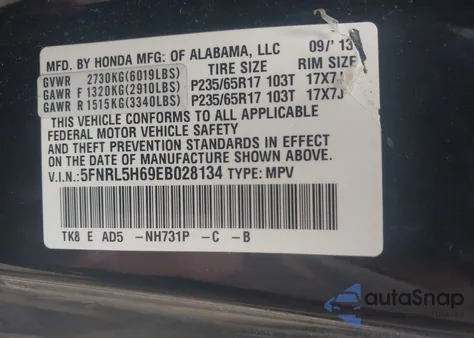 MFD. BY HONDA MFG: OF ALABAMA, LLC 09/'13
TIRE SIZE RIM SIZE
GVWR 2730KG(6019LBS)
GAWR F 1320KG(2910LBS) P235/65R17 103T 17X7J
GAWR R 1515KG(3340LBS) P235/65R17 103T 17X7J
THIS VEHICLE CONFORMS TO ALL APPLICABLE
FEDERAL MOTOR VEHICLE SAFETY
AND THEFT PREVENTION STANDARDS IN EFFECT
ON THE DATE OF MANUFACTURE SHOWN ABOVE.
V.I.N.: 5FNRL5H69EB028134 TYPE: MPV
TK8 E AD5 -NH731P -C -B
autoSnap